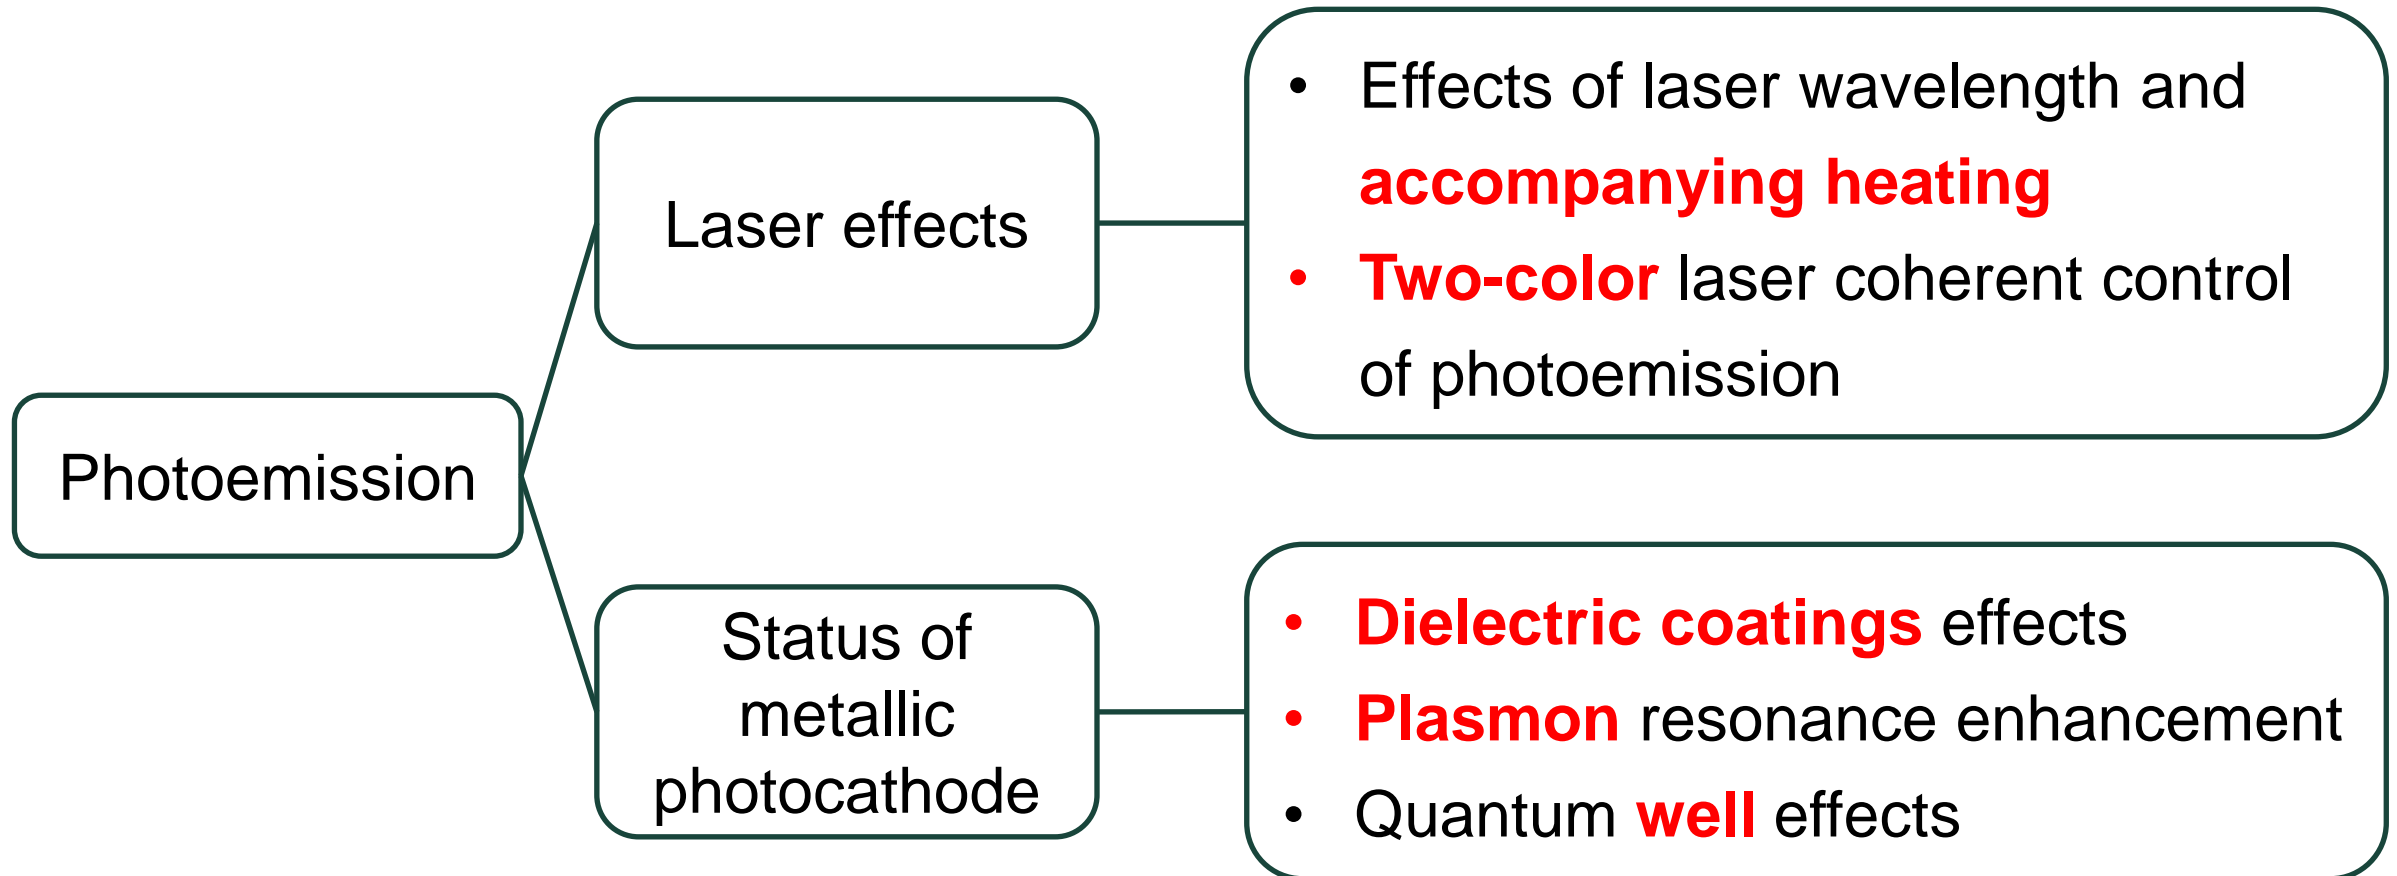 Photoemission
Laser effects
• Effects of laser wavelength and
accompanying heating
• Two-color laser coherent control
of photoemission
Status of
metallic
photocathode
• Dielectric coatings effects
• Plasmon resonance enhancement
• Quantum well effects